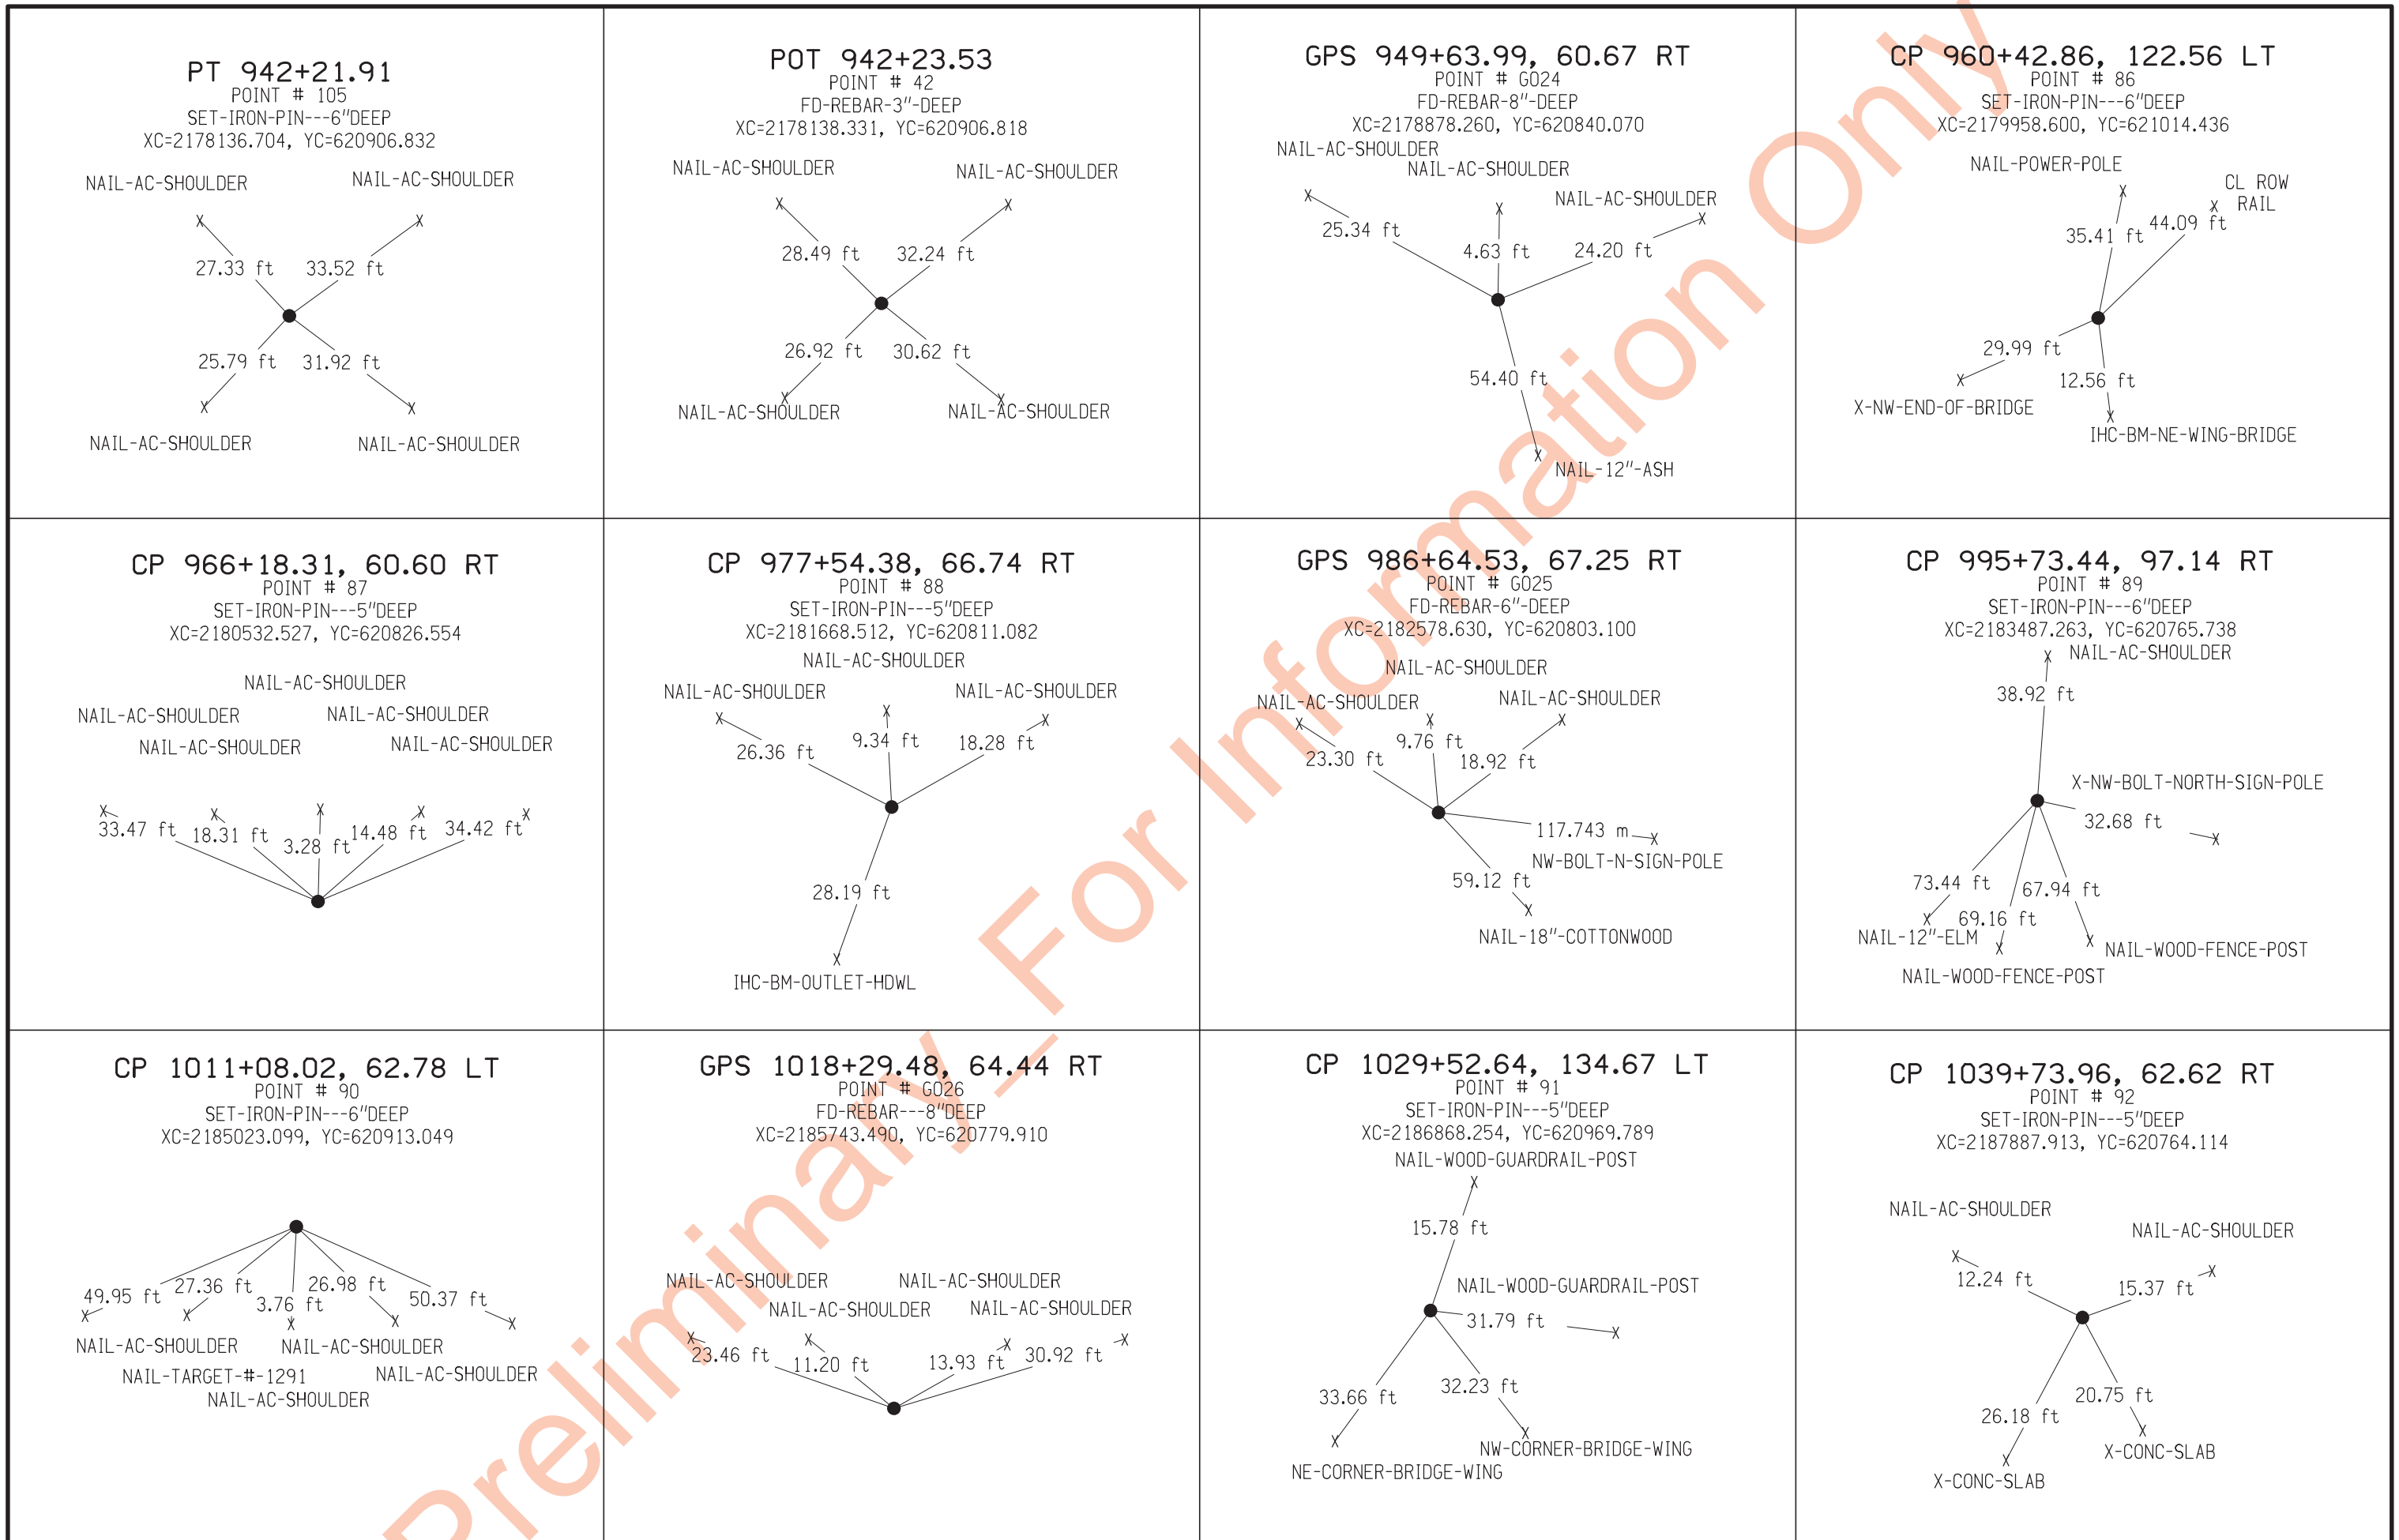 PT 942+21.91
POINT # 105
SET-IRON-PIN---6"DEEP
XC=2178136.704, YC=620906.832
NAIL-AC-SHOULDER
NAIL-AC-SHOULDER
27.33 ft
33.52 ft
25.79 ft
31.92 ft
NAIL-AC-SHOULDER
NAIL-AC-SHOULDER
POT 942+23.53
POINT # 42
FD-REBAR-3"-DEEP
XC=2178138.331, YC=620906.818
NAIL-AC-SHOULDER
NAIL-AC-SHOULDER
28.49 ft
32.24 ft
26.92 ft
30.62 ft
NAIL-AC-SHOULDER
NAIL-AC-SHOULDER
GPS 949+63.99, 60.67 RT
POINT # GO24
FD-REBAR-8"-DEEP
XC=2178878.260, YC=620840.070
NAIL-AC-SHOULDER
NAIL-AC-SHOULDER
NAIL-AC-SHOULDER
25.34 ft
4.63 ft
24.20 ft
54.40 ft
NAIL-12"-ASH
CP 960+42.86, 122.56 LT
POINT # 86
SET-IRON-PIN---6"DEEP
XC=2179958.600, YC=621014.436
NAIL-POWER-POLE
CL ROW
RAIL
35.41 ft
44.09 ft
29.99 ft
12.56 ft
X-NW-END-OF-BRIDGE
IHC-BM-NE-WING-BRIDGE
CP 966+18.31, 60.60 RT
POINT # 87
SET-IRON-PIN---5"DEEP
XC=2180532.527, YC=620826.554
NAIL-AC-SHOULDER
NAIL-AC-SHOULDER
NAIL-AC-SHOULDER
NAIL-AC-SHOULDER
NAIL-AC-SHOULDER
33.47 ft
18.31 ft
3.28 ft
14.48 ft
34.42 ft
CP 977+54.38, 66.74 RT
POINT # 88
SET-IRON-PIN---5"DEEP
XC=2181668.512, YC=620811.082
NAIL-AC-SHOULDER
NAIL-AC-SHOULDER
NAIL-AC-SHOULDER
26.36 ft
9.34 ft
18.28 ft
28.19 ft
IHC-BM-OUTLET-HDWL
GPS 986+64.53, 67.25 RT
POINT # GO25
FD-REBAR-6"-DEEP
XC=2182578.630, YC=620803.100
NAIL-AC-SHOULDER
NAIL-AC-SHOULDER
NAIL-AC-SHOULDER
23.30 ft
9.76 ft
18.92 ft
117.743 m
NW-BOLT-N-SIGN-POLE
59.12 ft
NAIL-18"-COTTONWOOD
CP 995+73.44, 97.14 RT
POINT # 89
SET-IRON-PIN---6"DEEP
XC=2183487.263, YC=620765.738
NAIL-AC-SHOULDER
38.92 ft
X-NW-BOLT-NORTH-SIGN-POLE
32.68 ft
73.44 ft
67.94 ft
69.16 ft
NAIL-12"-ELM
NAIL-WOOD-FENCE-POST
NAIL-WOOD-FENCE-POST
CP 1011+08.02, 62.78 LT
POINT # 90
SET-IRON-PIN---6"DEEP
XC=2185023.099, YC=620913.049
49.95 ft
27.36 ft
3.76 ft
26.98 ft
50.37 ft
NAIL-AC-SHOULDER
NAIL-AC-SHOULDER
NAIL-TARGET-#-1291
NAIL-AC-SHOULDER
NAIL-AC-SHOULDER
GPS 1018+29.48, 64.44 RT
POINT # GO26
FD-REBAR---8"DEEP
XC=2185743.490, YC=620779.910
NAIL-AC-SHOULDER
NAIL-AC-SHOULDER
NAIL-AC-SHOULDER
NAIL-AC-SHOULDER
23.46 ft
11.20 ft
13.93 ft
30.92 ft
CP 1029+52.64, 134.67 LT
POINT # 91
SET-IRON-PIN---5"DEEP
XC=2186868.254, YC=620969.789
NAIL-WOOD-GUARDRAIL-POST
15.78 ft
NAIL-WOOD-GUARDRAIL-POST
31.79 ft
33.66 ft
32.23 ft
NW-CORNER-BRIDGE-WING
NE-CORNER-BRIDGE-WING
CP 1039+73.96, 62.62 RT
POINT # 92
SET-IRON-PIN---5"DEEP
XC=2187887.913, YC=620764.114
NAIL-AC-SHOULDER
NAIL-AC-SHOULDER
12.24 ft
15.37 ft
26.18 ft
20.75 ft
X-CONC-SLAB
X-CONC-SLAB
Preliminary_For Information Only